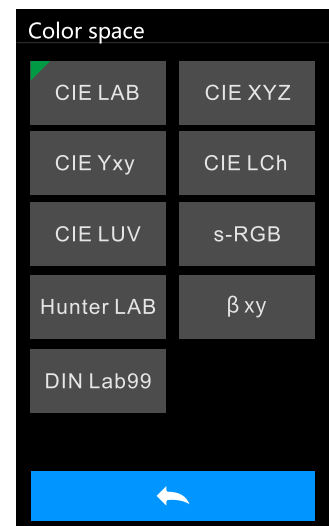 Color space
CIE LAB CIE XYZ
CIE Yxy CIE LCh
CIE LUV s-RGB
Hunter LAB β xy
DIN Lab99